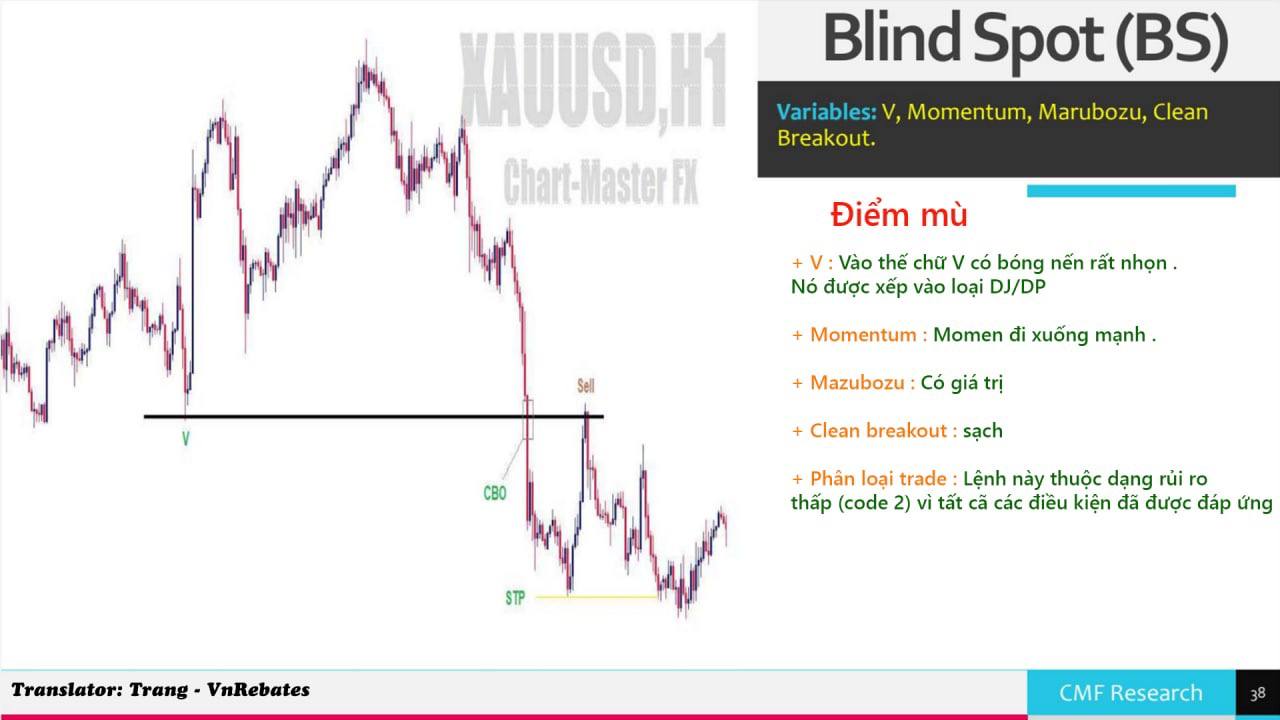 Blind Spot (BS)
Variables: V, Momentum, Marubozu, Clean
Breakout.
XAUUSD,H1
Chart-Master FX
Điểm mù
+ V : Vào thế chữ V có bóng nến rất nhọn .
Nó được xếp vào loại DJ/DP
+ Momentum : Momen đi xuống mạnh .
+ Mazubozu : Có giá trị
+ Clean breakout : sạch
+ Phân loại trade : Lệnh này thuộc dạng rủi ro
thấp (code 2) vì tất cã các điều kiện đã được đáp ứng
Sell
V
CBO
STP
Translator: Trang - VnRebates
CMF Research
38